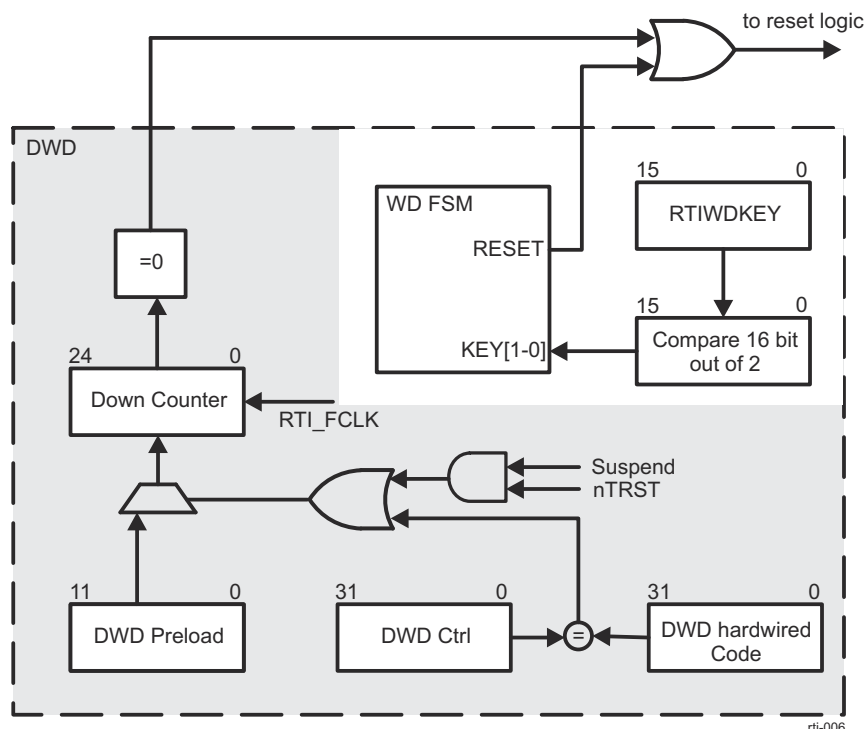 to reset logic
DWD
WD FSM
RESET
KEY[1-0]
15 0
RTIWDKEY
15 0
Compare 16 bit
out of 2
=0
24 0
Down Counter
RTI_FCLK
Suspend
nTRST
11 0
DWD Preload
31 0
DWD Ctrl
=
31 0
DWD hardwired
Code
rti-006